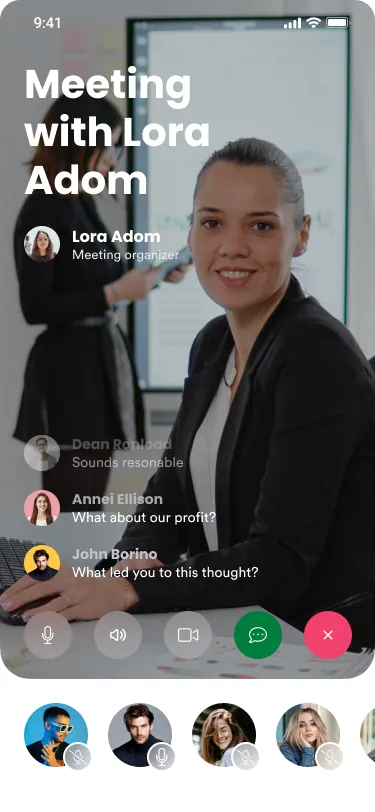 9:41
Meeting
with Lora
Adom
Lora Adom
Meeting organizer
Dean Ronload
Sounds resonable
Annei Ellison
What about our profit?
John Borino
What led you to this thought?